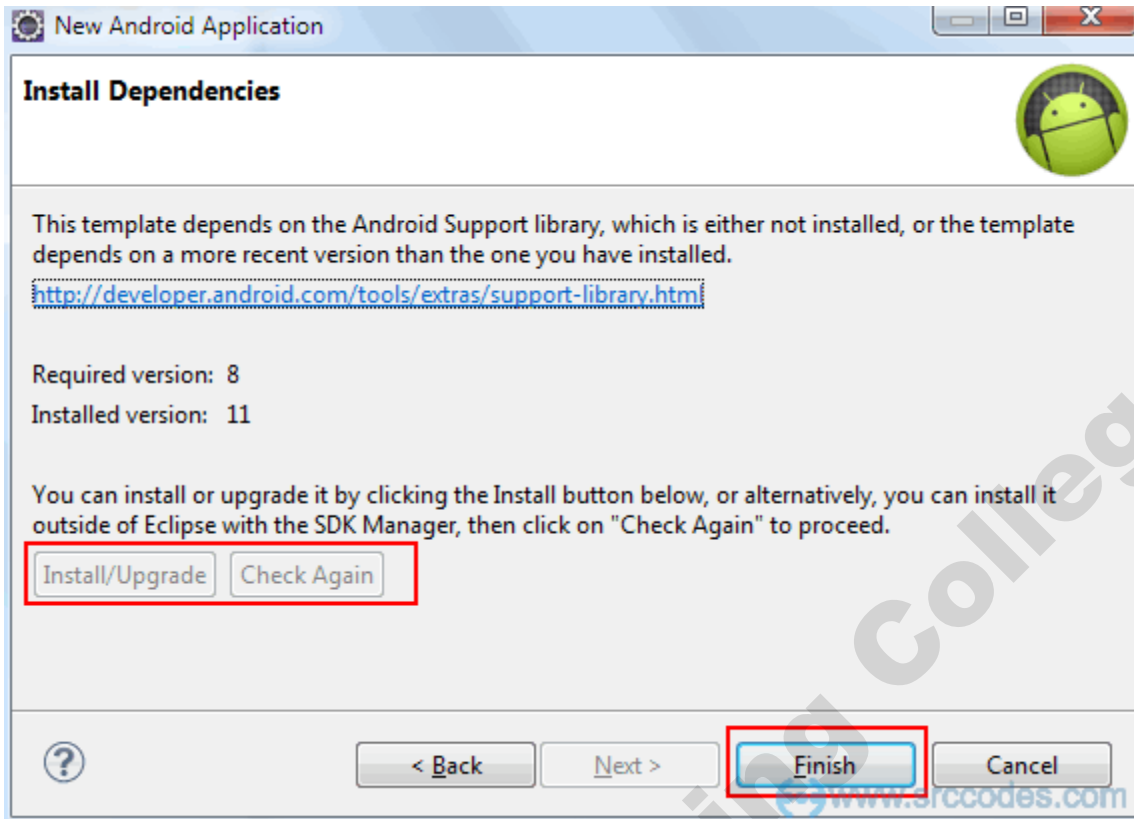 New Android Application
Install Dependencies
This template depends on the Android Support library, which is either not installed, or the template
depends on a more recent version than the one you have installed.
http://developer.android.com/tools/extras/support-library.html
Required version: 8
Installed version: 11
You can install or upgrade it by clicking the Install button below, or alternatively, you can install it
outside of Eclipse with the SDK Manager, then click on "Check Again" to proceed.
Install/Upgrade Check Again
? < Back Next > Finish Cancel
www.srccodes.com
ing Colleg